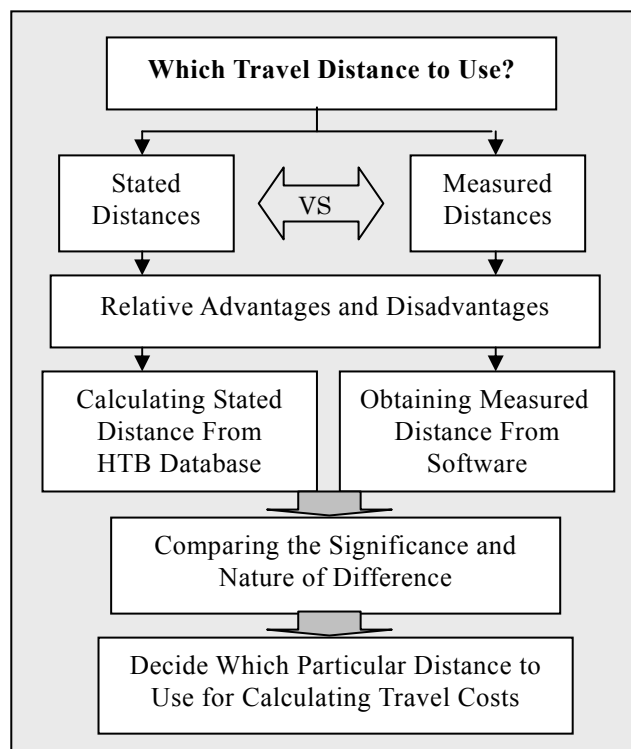 Which Travel Distance to Use?
Stated
Distances
VS
Measured
Distances
Relative Advantages and Disadvantages
Calculating Stated
Distance From
HTB Database
Obtaining Measured
Distance From
Software
Comparing the Significance and
Nature of Difference
Decide Which Particular Distance to
Use for Calculating Travel Costs